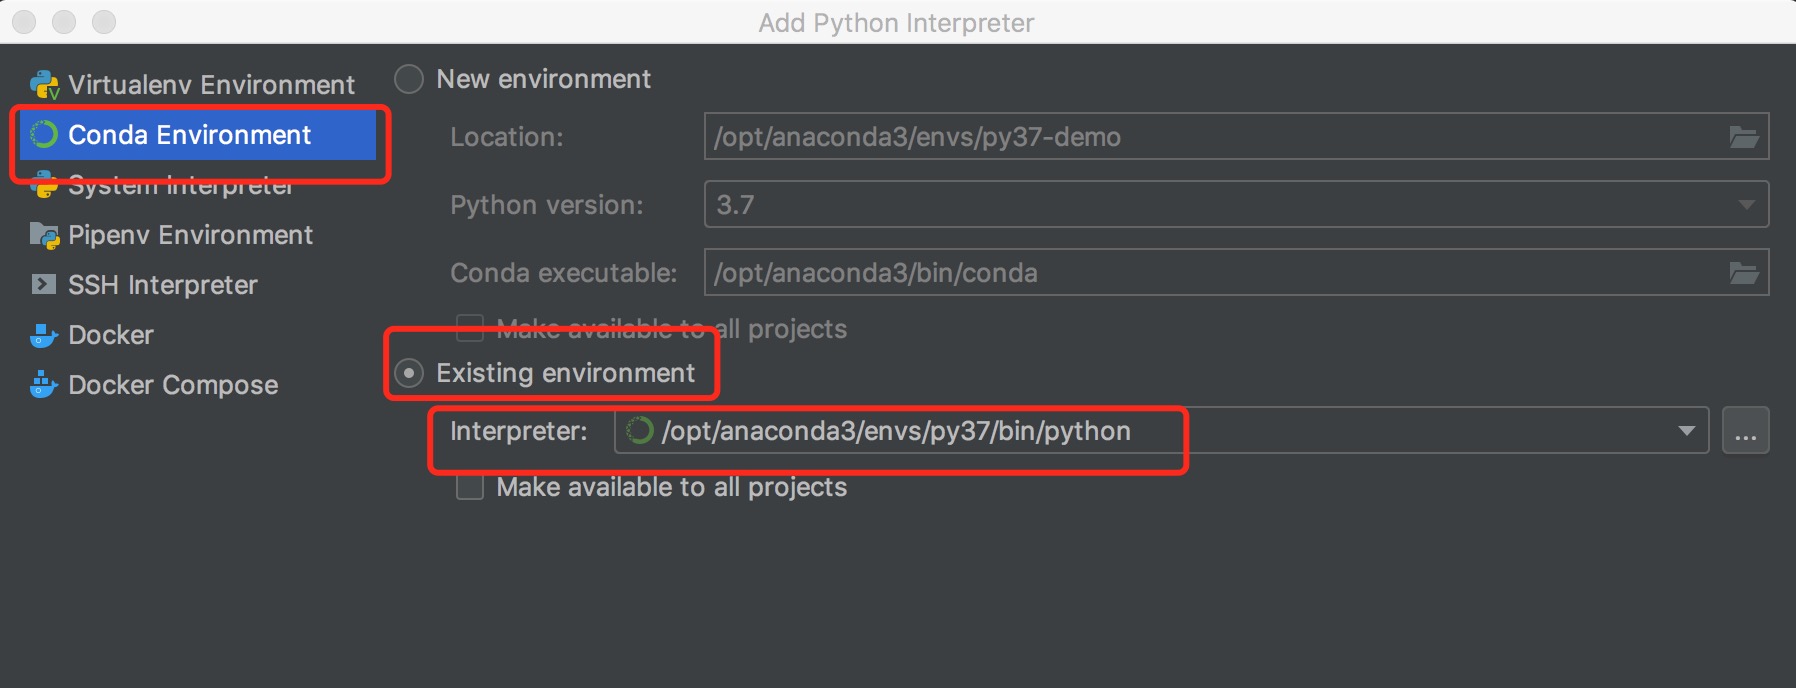 Add Python Interpreter
Virtualenv Environment
Conda Environment
System Interpreter
Pipenv Environment
SSH Interpreter
Docker
Docker Compose
New environment
Location: /opt/anaconda3/envs/py37-demo
Python version: 3.7
Conda executable: /opt/anaconda3/bin/conda
Make available to all projects
Existing environment
Interpreter: /opt/anaconda3/envs/py37/bin/python ...
Make available to all projects